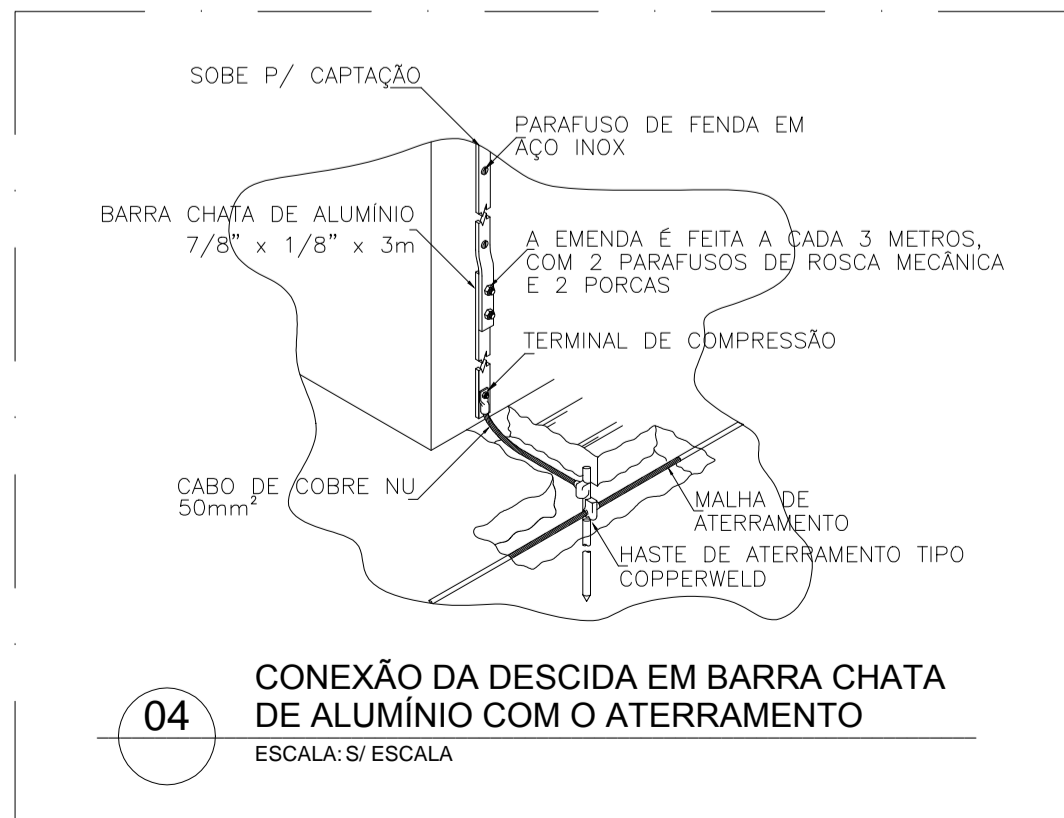 SOBE P/ CAPTAÇÃO
PARAFUSO DE FENDA EM
AÇO INOX
BARRA CHATA DE ALUMÍNIO
7/8" x 1/8" x 3m
A EMENDA É FEITA A CADA 3 METROS,
COM 2 PARAFUSOS DE ROSCA MECÂNICA
E 2 PORCAS
TERMINAL DE COMPRESSÃO
CABO DE COBRE NU
50mm²
MALHA DE
ATERRAMENTO
HASTE DE ATERRAMENTO TIPO
COPPERWELD
04
CONEXÃO DA DESCIDA EM BARRA CHATA
DE ALUMÍNIO COM O ATERRAMENTO
ESCALA: S/ ESCALA